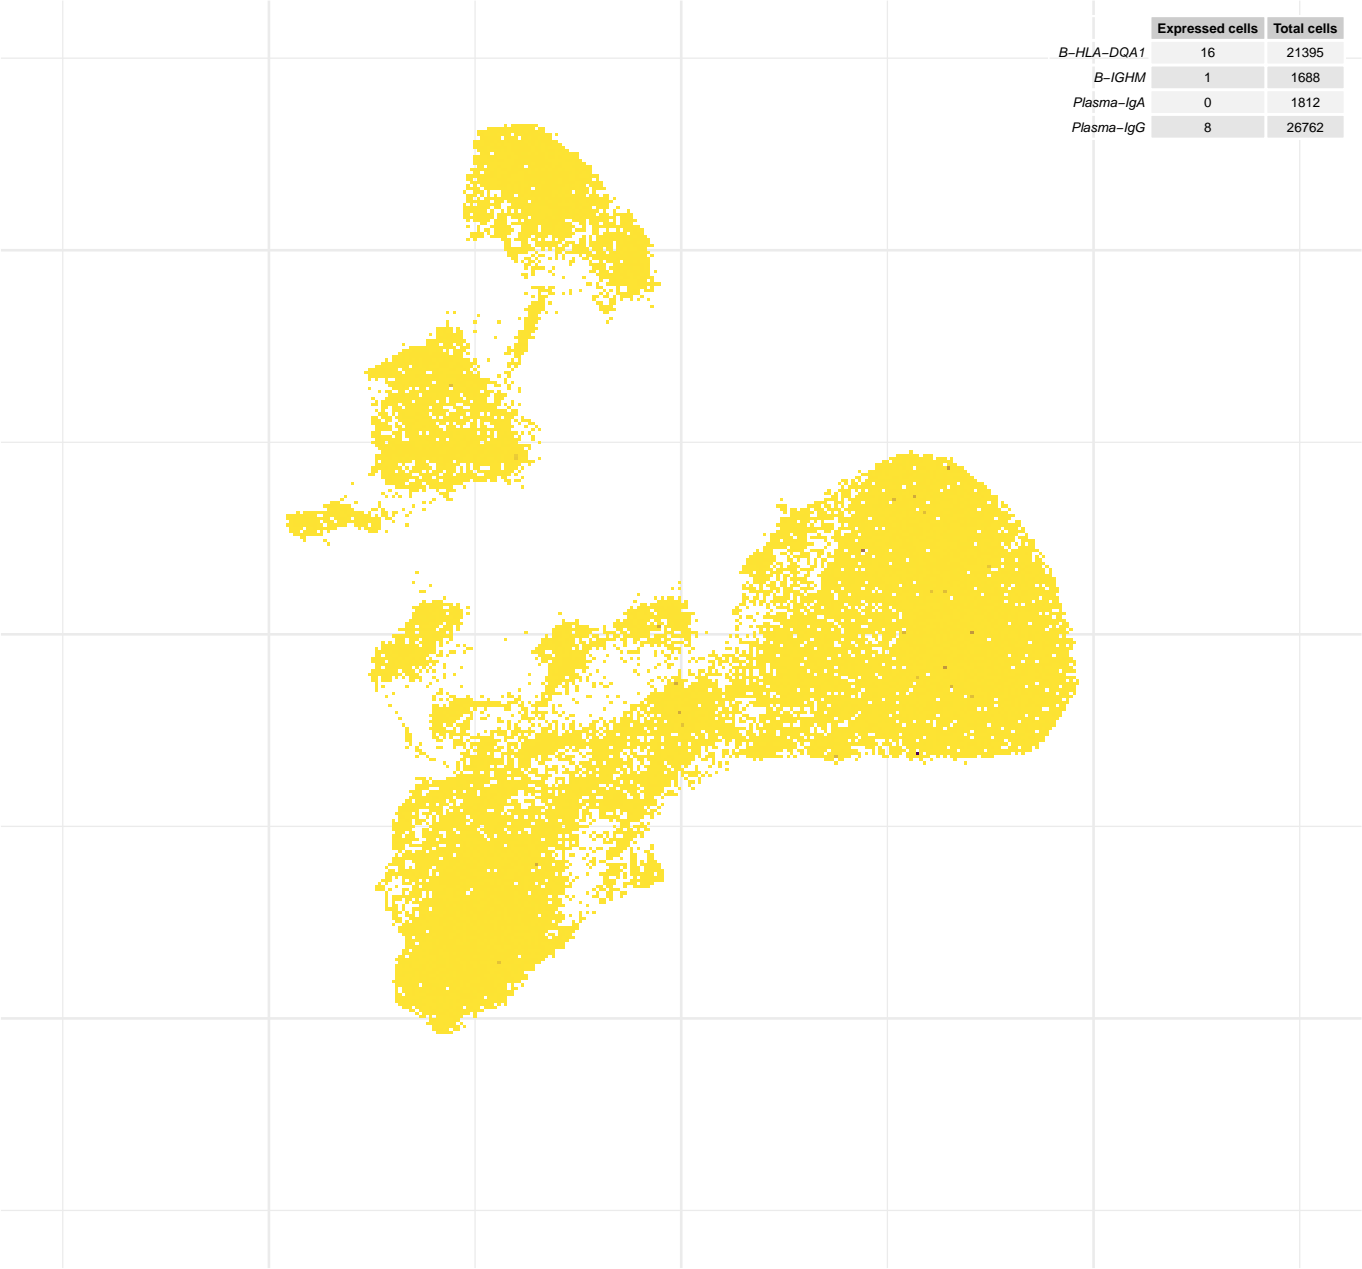 Expressed cells Total cells
B−HLA−DQA1 16 21395
B−IGHM 1 1688
Plasma−IgA 0 1812
Plasma−IgG 8 26762